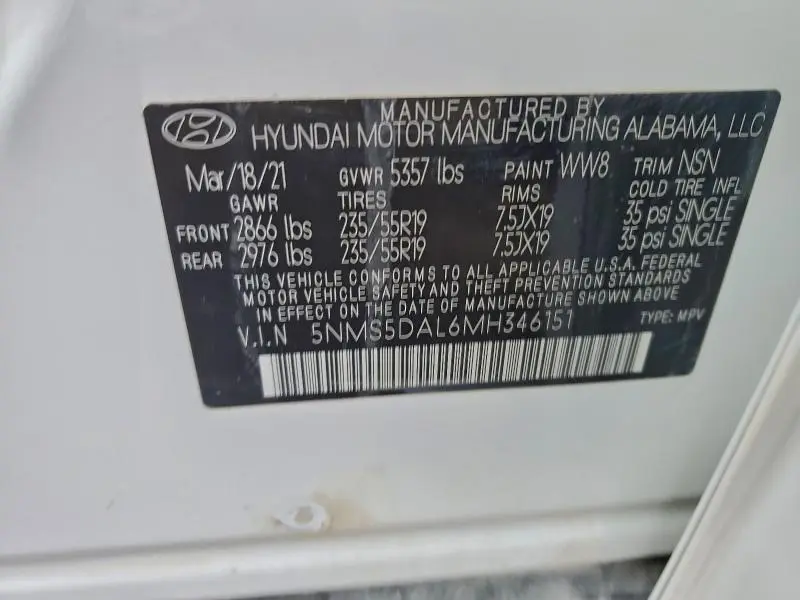 MANUFACTURED BY
HYUNDAI MOTOR MANUFACTURING ALABAMA, LLC
Mar/18/21 GVWR 5357 lbs PAINT WW8 TRIM NSN
GAWR TIRES RIMS COLD TIRE INFL
FRONT 2866 lbs 235/55R19 7.5JX19 35 psi SINGLE
REAR 2976 lbs 235/55R19 7.5JX19 35 psi SINGLE
THIS VEHICLE CONFORMS TO ALL APPLICABLE U.S.A. FEDERAL
MOTOR VEHICLE SAFETY AND THEFT PREVENTION STANDARDS
IN EFFECT ON THE DATE OF MANUFACTURE SHOWN ABOVE
V.I.N 5NMS5DAL6MH346151 TYPE: MPV